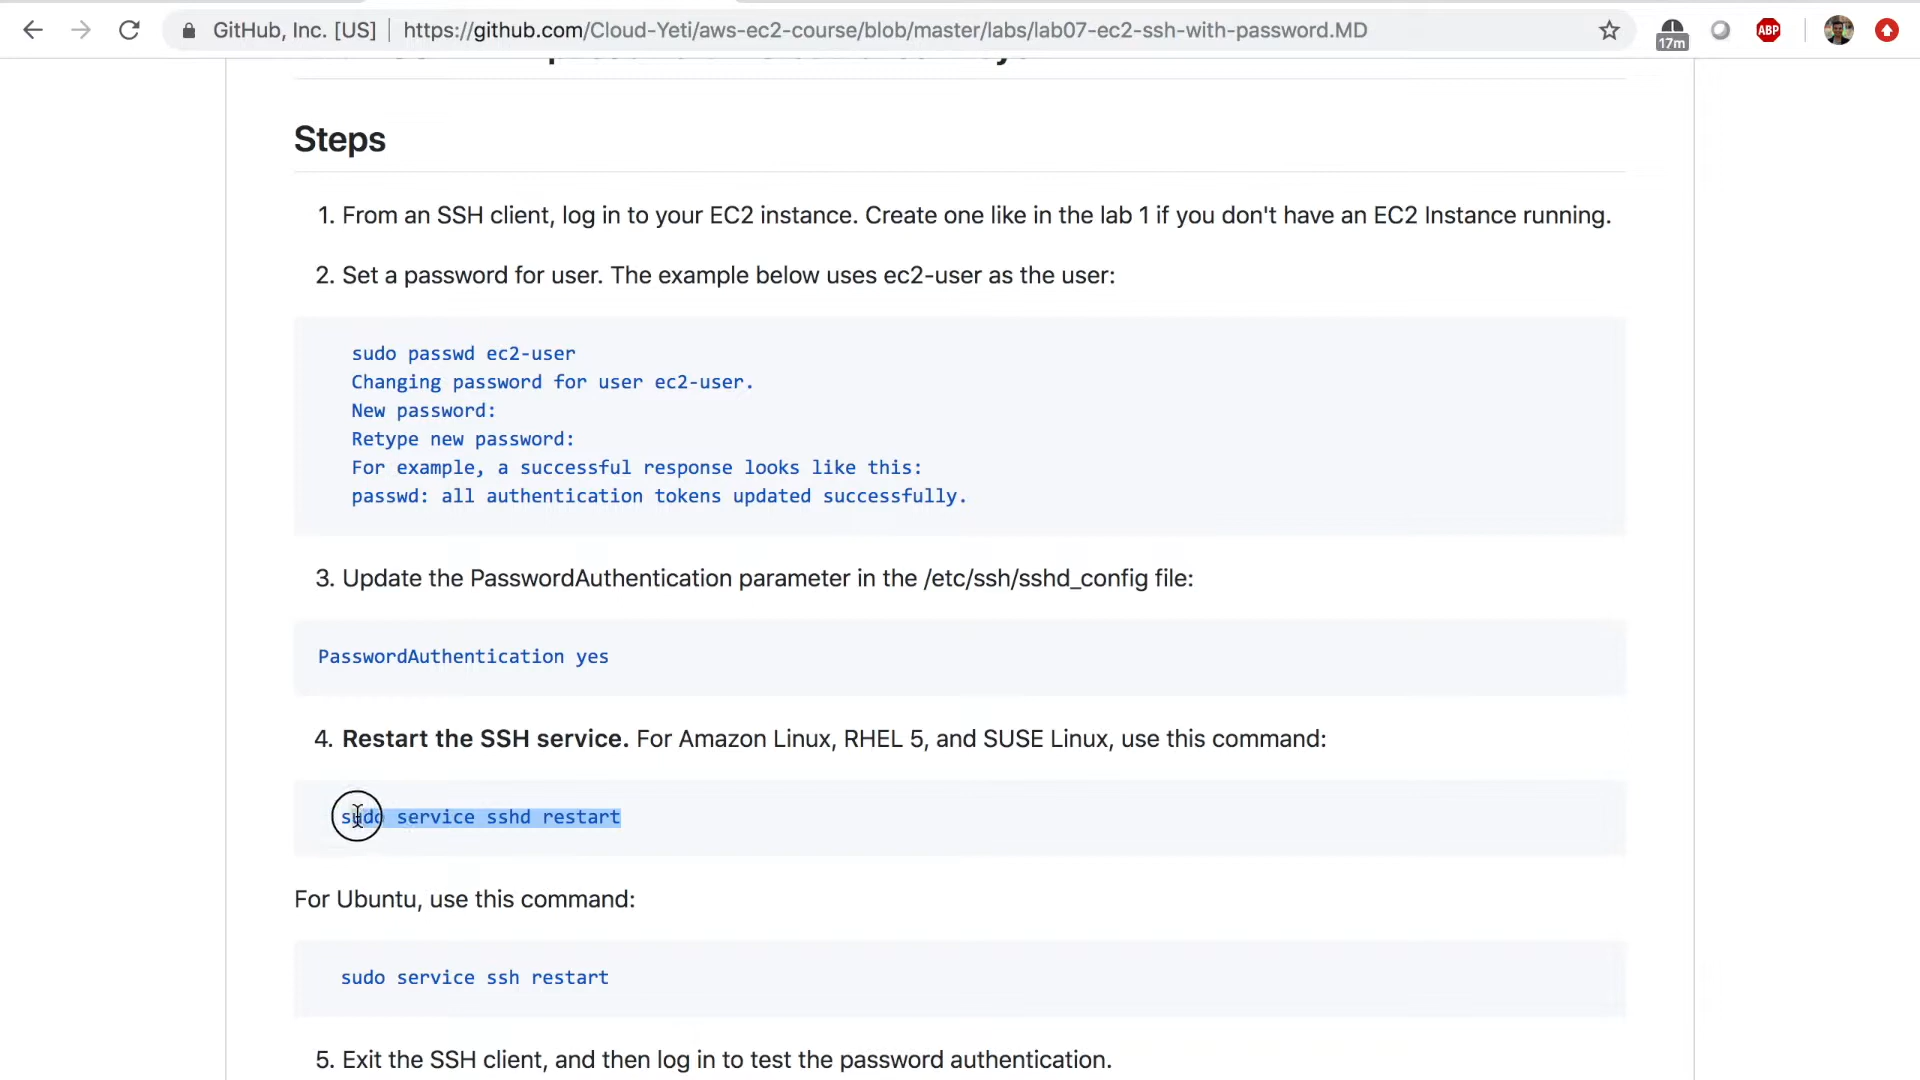 GitHub, Inc. [US] https://github.com/Cloud-Yeti/aws-ec2-course/blob/master/labs/lab07-ec2-ssh-with-password.MD
17m
ABP
Steps
1. From an SSH client, log in to your EC2 instance. Create one like in the lab 1 if you don't have an EC2 Instance running.
2. Set a password for user. The example below uses ec2-user as the user:
sudo passwd ec2-user
Changing password for user ec2-user.
New password:
Retype new password:
For example, a successful response looks like this:
passwd: all authentication tokens updated successfully.
3. Update the PasswordAuthentication parameter in the /etc/ssh/sshd_config file:
PasswordAuthentication yes
4. Restart the SSH service. For Amazon Linux, RHEL 5, and SUSE Linux, use this command:
sudo service sshd restart
For Ubuntu, use this command:
sudo service ssh restart
5. Exit the SSH client, and then log in to test the password authentication.